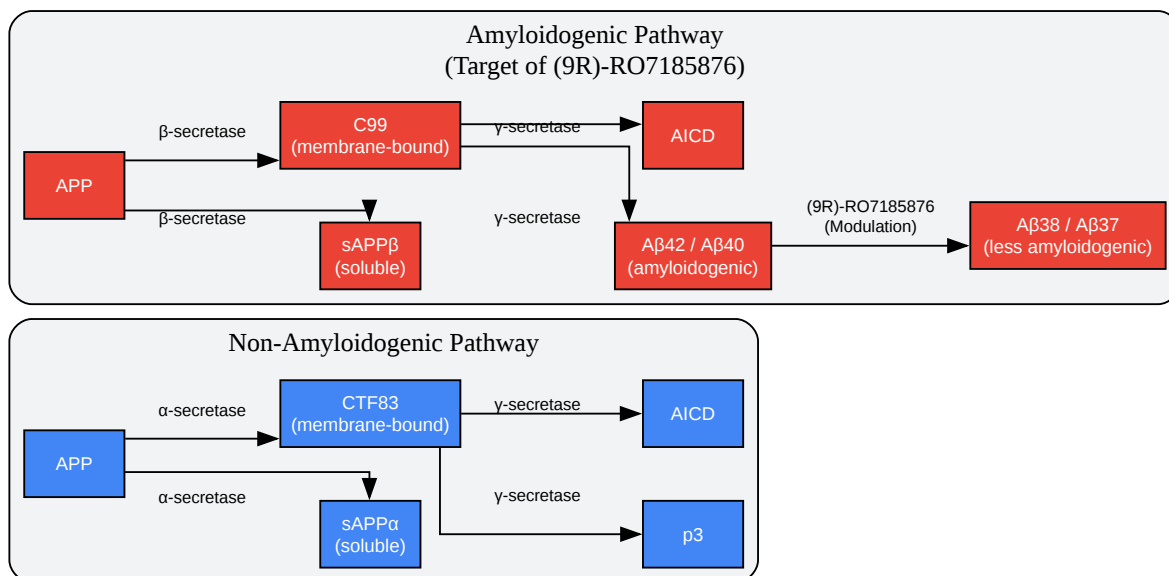 Amyloidogenic Pathway
(Target of (9R)-RO7185876)
APP
β-secretase
β-secretase
C99
(membrane-bound)
sAPPβ
(soluble)
γ-secretase
γ-secretase
AICD
Aβ42 / Aβ40
(amyloidogenic)
(9R)-RO7185876
(Modulation)
Aβ38 / Aβ37
(less amyloidogenic)
Non-Amyloidogenic Pathway
APP
α-secretase
α-secretase
CTF83
(membrane-bound)
sAPPα
(soluble)
γ-secretase
γ-secretase
AICD
p3